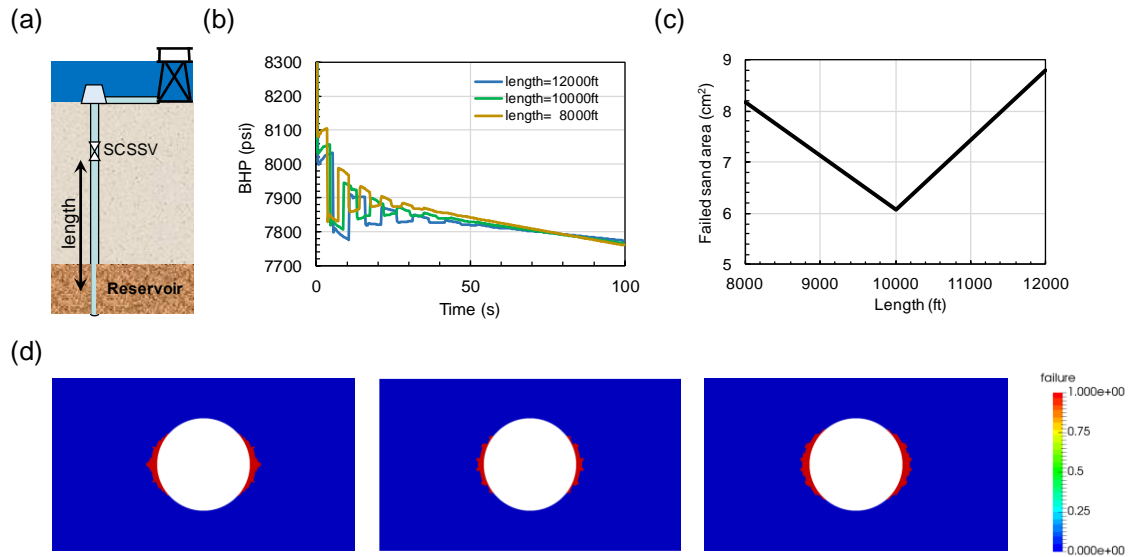 (a)
SCSSV
length
Reservoir
(b)
8300
8200
8100
8000
7900
7800
7700
BHP (psi)
length=12000ft
length=10000ft
length= 8000ft
0
50
100
Time (s)
(c)
9
8
7
6
5
Failed sand area (cm²)
8000
9000
10000
11000
12000
Length (ft)
(d)
failure
1.000e+00
0.75
0.5
0.25
0.000e+00